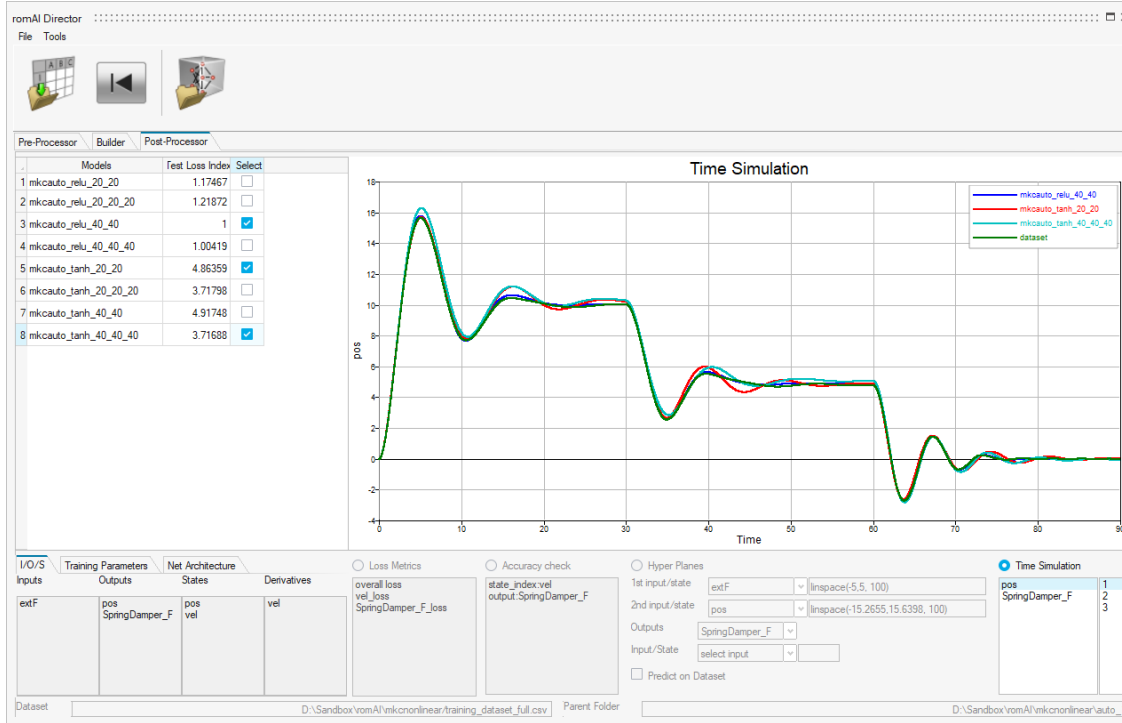 romAI Director
File Tools
A B C
1
Pre-Processor Builder Post-Processor
. Models Test Loss Index Select
1 mkcauto_relu_20_20 1.17467
2 mkcauto_relu_20_20_20 1.21872
3 mkcauto_relu_40_40 1
4 mkcauto_relu_40_40_40 1.00419
5 mkcauto_tanh_20_20 4.86359
6 mkcauto_tanh_20_20_20 3.71798
7 mkcauto_tanh_40_40 4.91748
8 mkcauto_tanh_40_40_40 3.71688
Time Simulation
18
16
14
12
10
8
6
4
2
0
-2
-4
pos
mkcauto_relu_40_40
mkcauto_tanh_20_20
mkcauto_tanh_40_40_40
dataset
0 10 20 30 40 50 60 70 80 90
Time
I/O/S Training Parameters Net Architecture
Inputs Outputs States Derivatives
extF pos pos vel
SpringDamper_F vel
Loss Metrics
overall loss
vel_loss
SpringDamper_F_loss
Accuracy check
state_index:vel
output:SpringDamper_F
Hyper Planes
1st input/state extF linspace(-5,5, 100)
2nd input/state pos linspace(-15.2655,15.6398, 100)
Outputs SpringDamper_F
Input/State select input
Predict on Dataset
Time Simulation
pos 1
SpringDamper_F 2
3
Dataset D:\Sandbox\romAI\mkcnonlinear/training_dataset_full.csv Parent Folder D:\Sandbox\romAI\mkcnonlinear\auto_